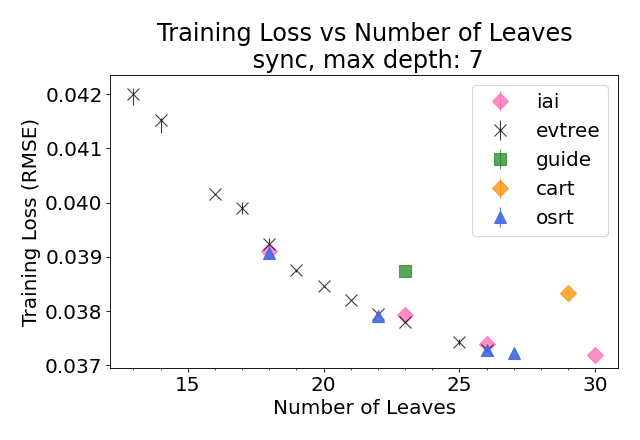 Training Loss vs Number of Leaves
sync, max depth: 7
Training Loss (RMSE)
0.042
0.041
0.040
0.039
0.038
0.037
15
20
25
30
Number of Leaves
iai
evtree
guide
cart
osrt